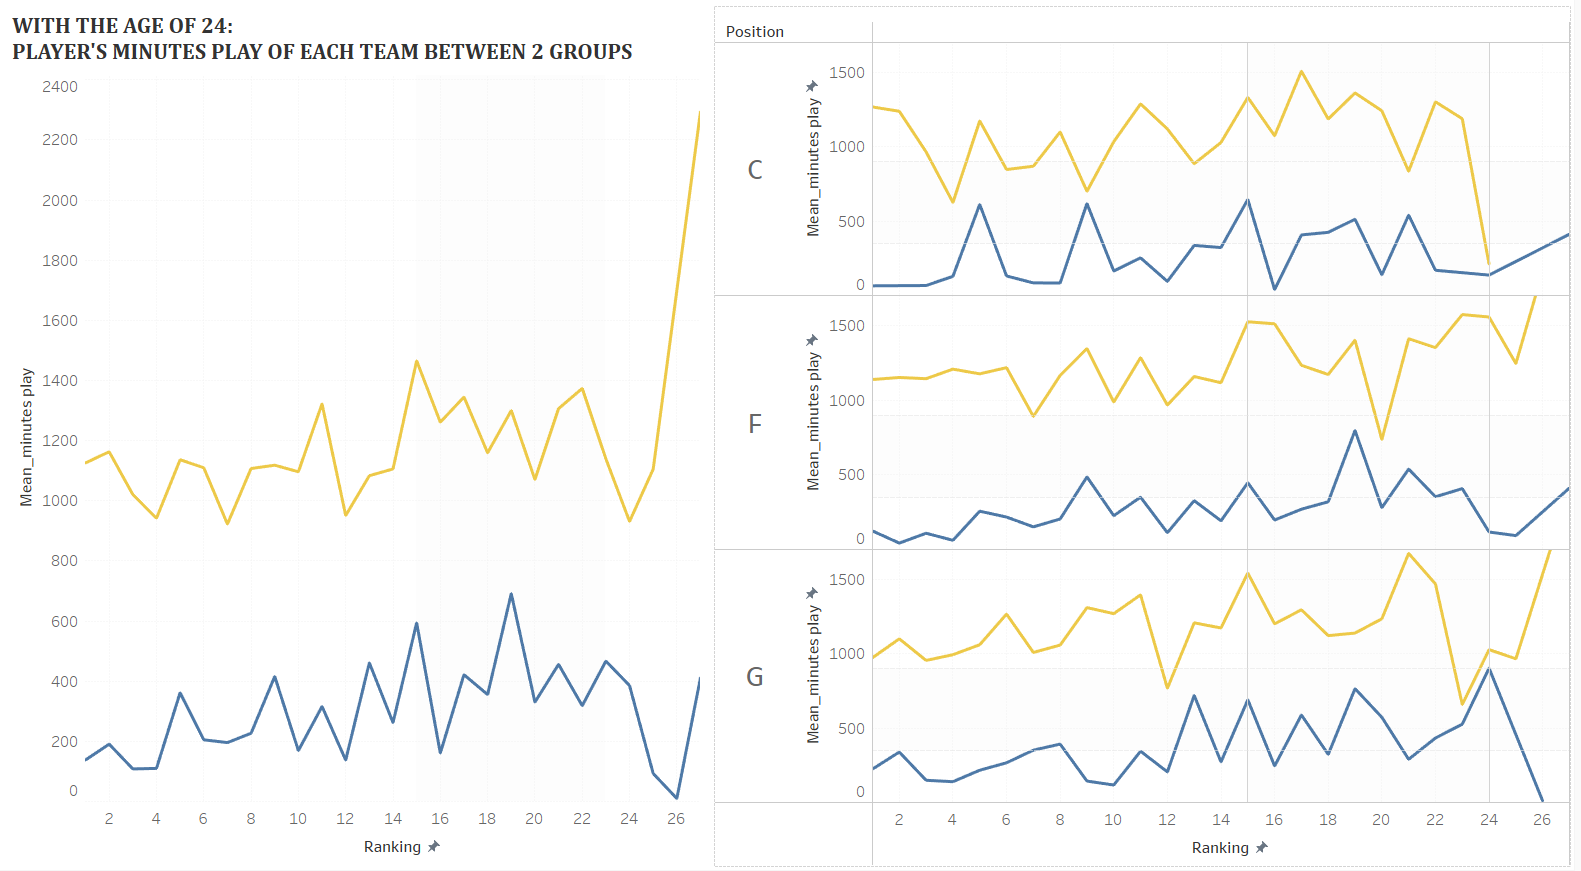 WITH THE AGE OF 24:
PLAYER'S MINUTES PLAY OF EACH TEAM BETWEEN 2 GROUPS
2400
2200
2000
1800
1600
1400
1200
1000
800
600
400
200
0
Mean_minutes play
2 4 6 8 10 12 14 16 18 20 22 24 26
Ranking
Position
C
Mean_minutes play
1500
1000
500
0
F
Mean_minutes play
1500
1000
500
0
G
Mean_minutes play
1500
1000
500
0
2 4 6 8 10 12 14 16 18 20 22 24 26
Ranking